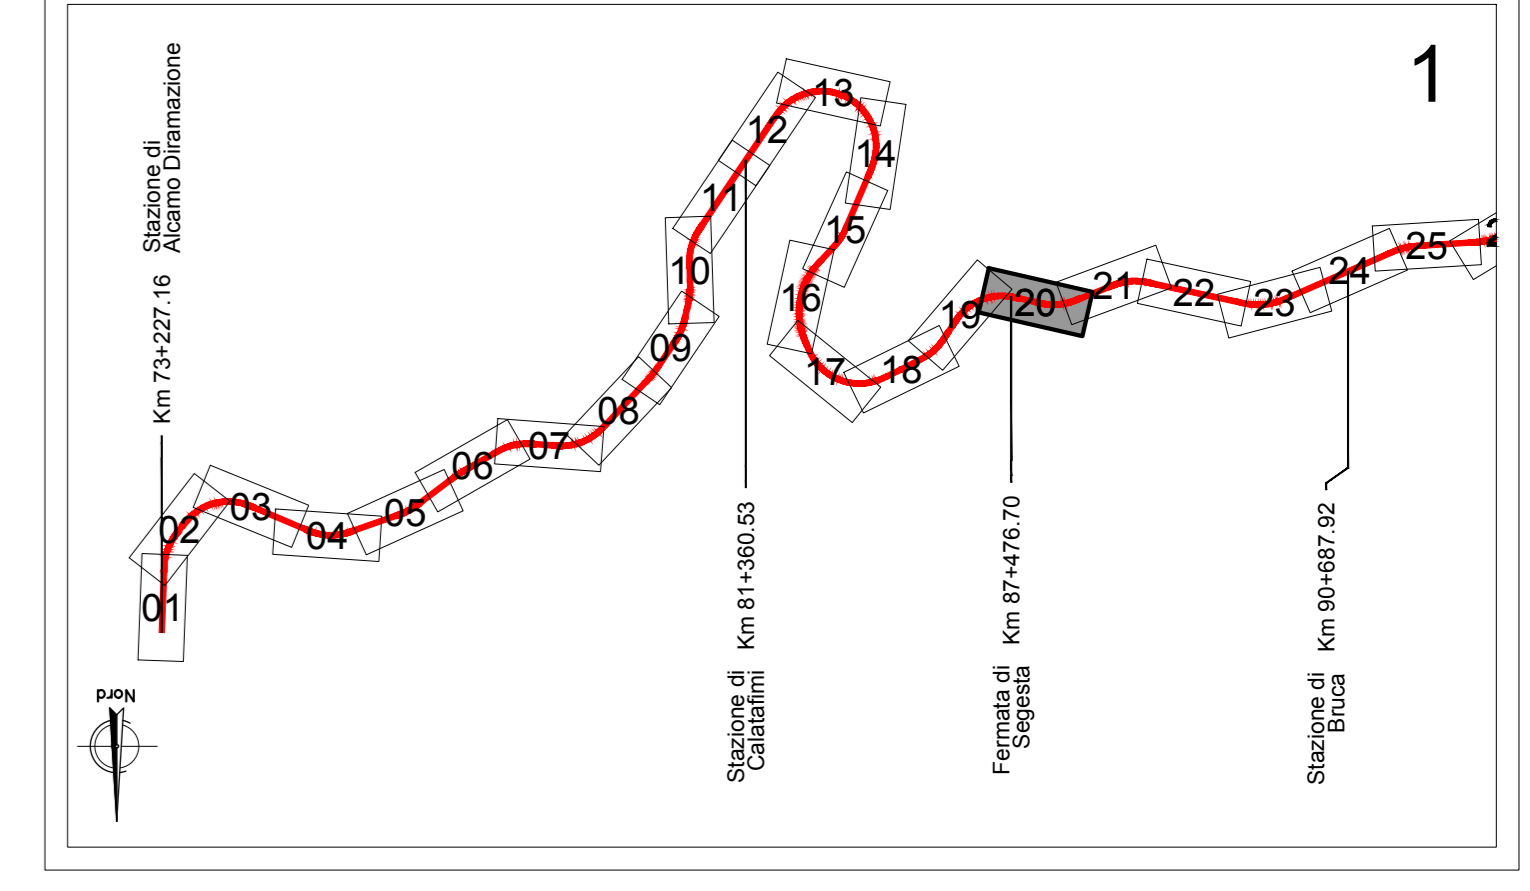 1
Stazione di
Alcamo Diramazione
Km 73+227.16
01
02
03
04
05
06
07
08
09
10
11
12
13
14
15
16
17
18
19
20
21
22
23
24
25
Stazione di
Calatafimi
Km 81+360.53
Fermata di
Segesta
Km 87+476.70
Stazione di
Bruca
Km 90+687.92
Nord